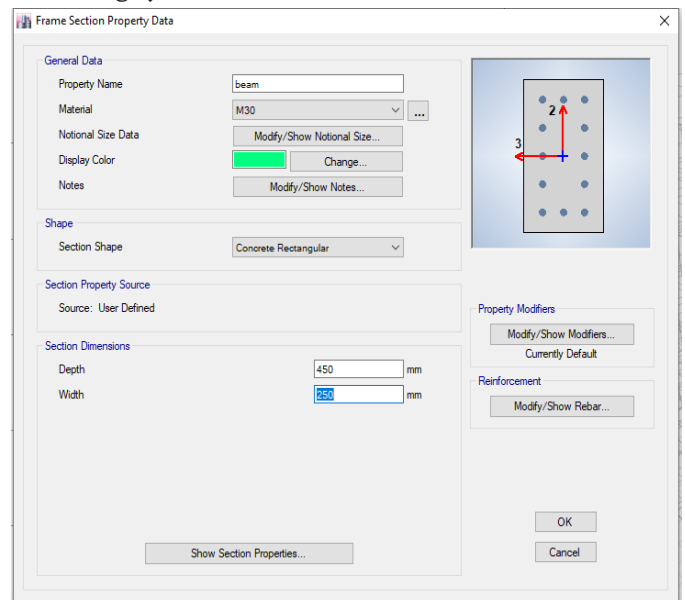 Frame Section Property Data
General Data
Property Name beam
Material M30 ...
Notional Size Data Modify/Show Notional Size...
Display Color Change...
Notes Modify/Show Notes...
2
3
Shape
Section Shape Concrete Rectangular
Section Property Source
Source: User Defined
Property Modifiers
Modify/Show Modifiers...
Currently Default
Section Dimensions
Depth 450 mm
Width 250 mm
Reinforcement
Modify/Show Rebar...
Show Section Properties...
OK
Cancel